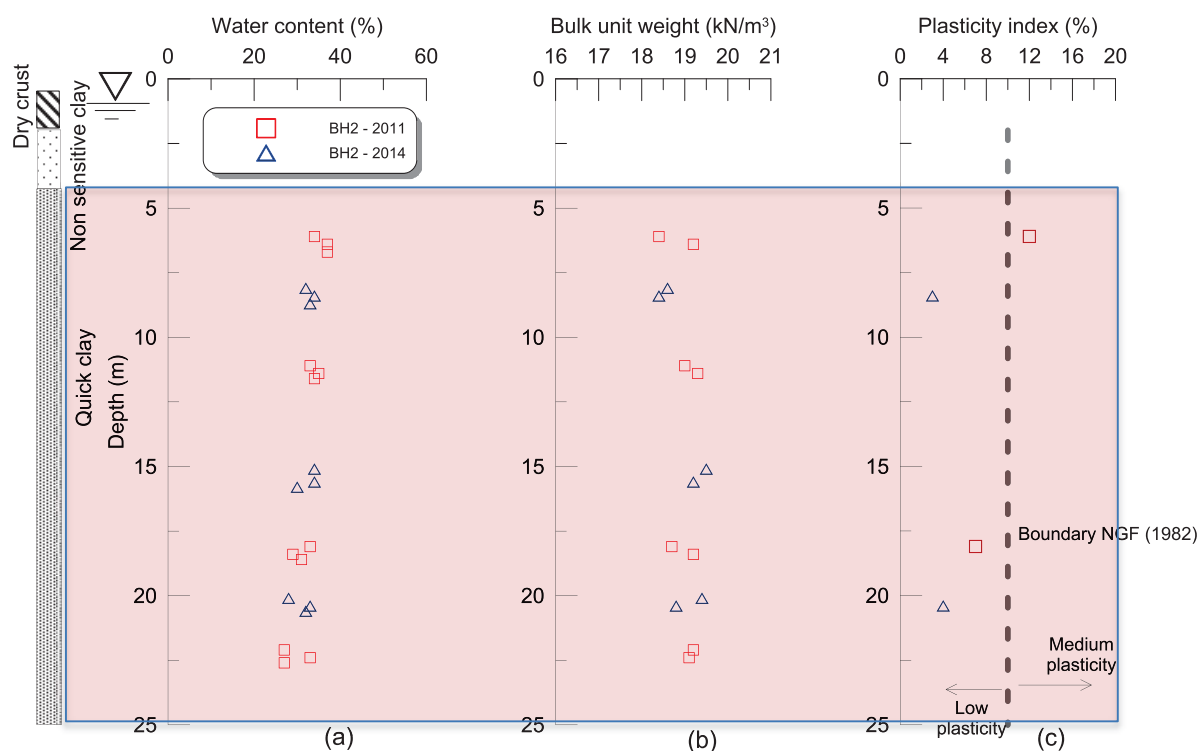 Water content (%)
Bulk unit weight (kN/m³)
Plasticity index (%)
0 20 40 60
16 17 18 19 20 21
0 4 8 12 16 20
0
0
0
Dry crust
Non sensitive clay
BH2 - 2011
BH2 - 2014
5
5
5
Quick clay
Depth (m)
10
10
10
15
15
15
Boundary NGF (1982)
20
20
20
Medium
plasticity
Low
plasticity
25
25
25
(a)
(b)
(c)